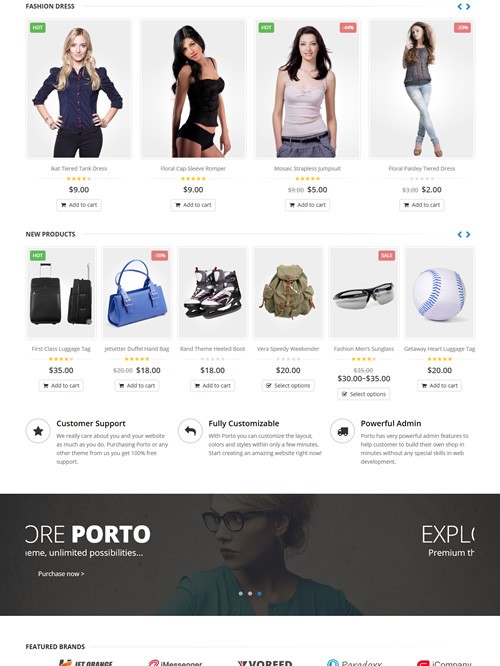 FASHION DRESS
HOT
HOT
-44%
-33%
Ikat Tiered Tank Dress
Floral Cap-Sleeve Romper
Mosaic Strapless Jumpsuit
Floral Paisley Tiered Dress
$9.00
$9.00
$9.00 $5.00
$3.00 $2.00
Add to cart
Add to cart
Add to cart
Add to cart
NEW PRODUCTS
HOT
-10%
SALE
First Class Luggage Tag
Jetsetter Duffel Hand Bag
Rand Theme Heeled Boot
Vera Speedy Weekender
Fashion Men's Sunglass
Getaway Heart Luggage Tag
$35.00
$20.00 $18.00
$18.00
$20.00
$35.00
$30.00–$35.00
$20.00
Add to cart
Add to cart
Add to cart
Select options
Select options
Add to cart
Customer Support
We really care about you and your website
as much as you do. Purchasing Porto or any
other theme from us you get 100% free
support.
Fully Customizable
With Porto you can customize the layout,
colors and styles within only a few minutes.
Start creating an amazing website right now!
Powerful Admin
Porto has very powerful admin features to
help customer to build their own shop in
minutes without any special skills in web
development.
ORE PORTO
eme, unlimited possibilities...
Purchase now >
EXPLO
Premium th
FEATURED BRANDS
JET ORANGE
iMessenger
VOREED
Paradoxx
iCompany